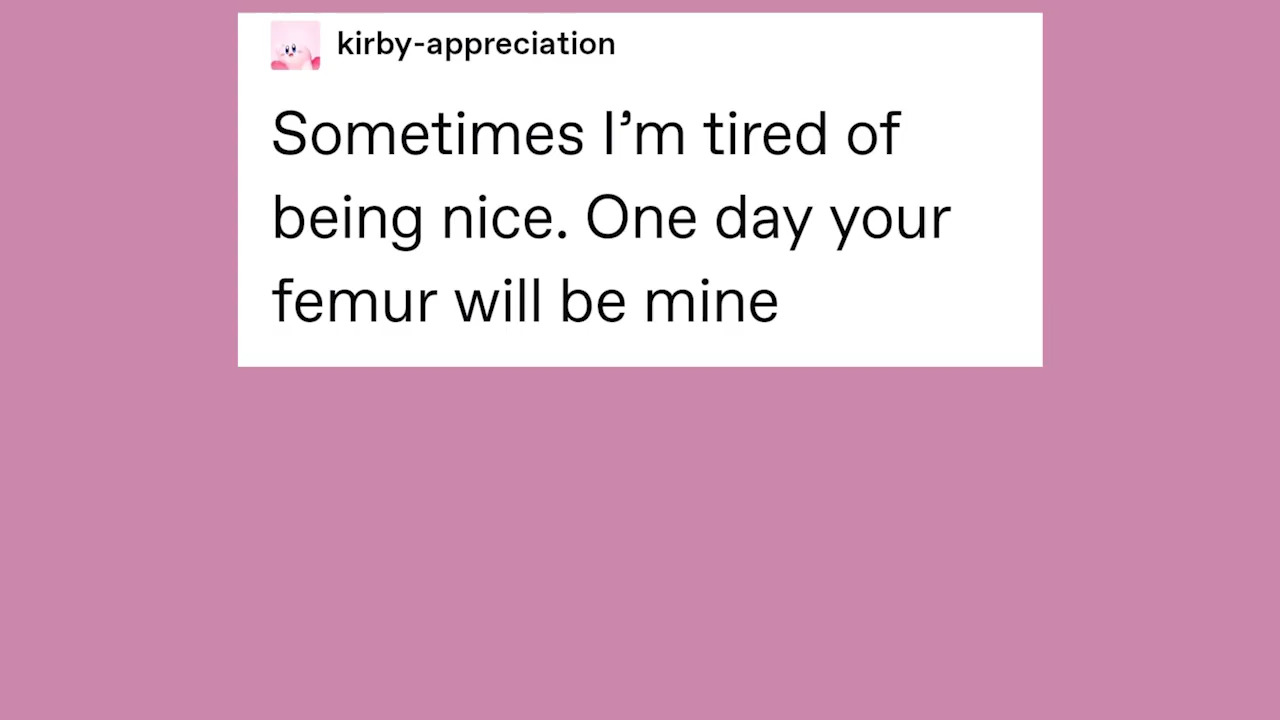 kirby-appreciation
Sometimes I’m tired of
being nice. One day your
femur will be mine